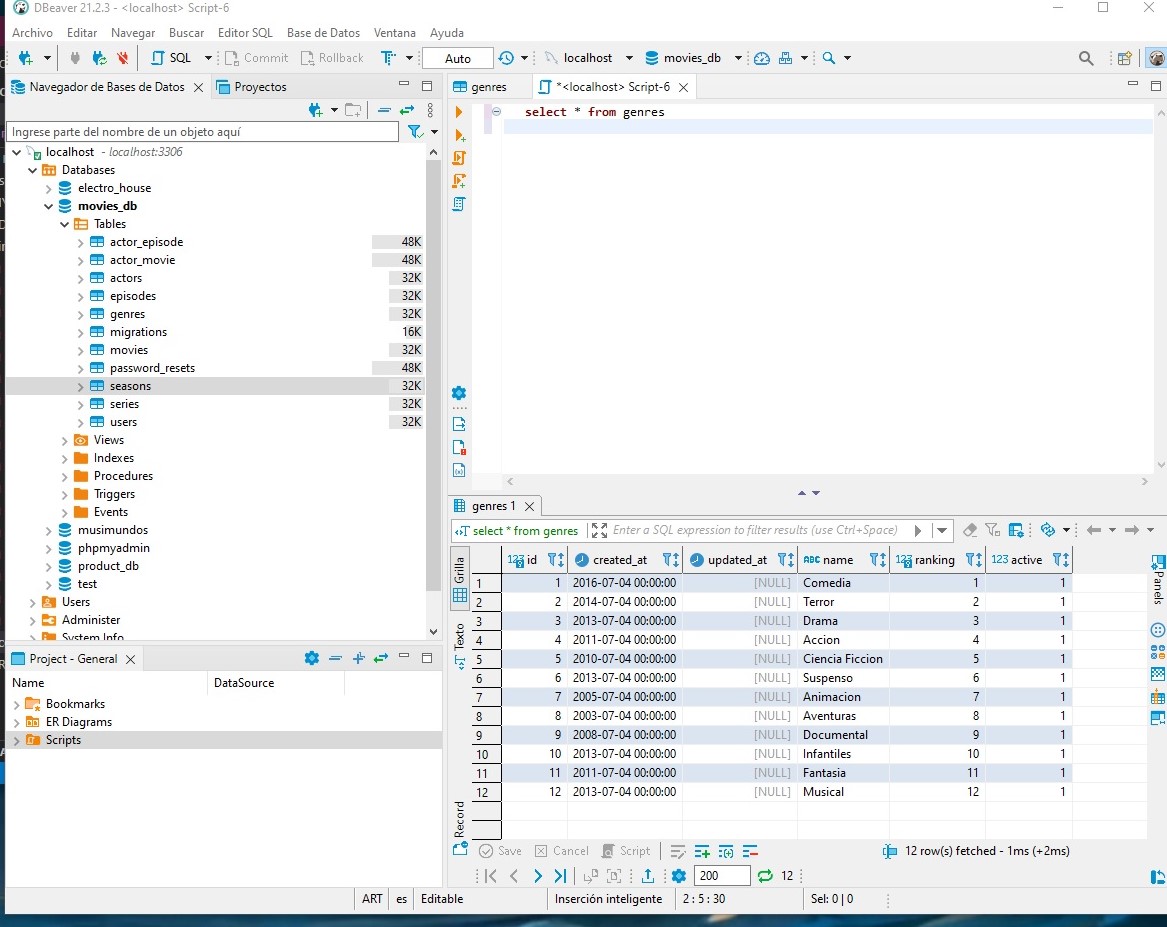 DBeaver 21.2.3 - <localhost> Script-6
Archivo Editar Navegar Buscar Editor SQL Base de Datos Ventana Ayuda
SQL Commit Rollback Auto localhost movies_db
Navegador de Bases de Datos Proyectos
Ingrese parte del nombre de un objeto aquí
localhost - localhost:3306
Databases
electro_house
movies_db
Tables
actor_episode 48K
actor_movie 48K
actors 32K
episodes 32K
genres 32K
migrations 16K
movies 32K
password_resets 48K
seasons 32K
series 32K
users 32K
Views
Indexes
Procedures
Triggers
Events
musimundos
phpmyadmin
product_db
test
Users
Administer
System Info
Project - General
Name DataSource
Bookmarks
ER Diagrams
Scripts
genres *<localhost> Script-6
select * from genres
genres 1
select * from genres Enter a SQL expression to filter results (use Ctrl+Space)
Grilla
Texto
Record
Panels
123 id created_at updated_at ABC name 123 ranking 123 active
1 1 2016-07-04 00:00:00 [NULL] Comedia 1 1
2 2 2014-07-04 00:00:00 [NULL] Terror 2 1
3 3 2013-07-04 00:00:00 [NULL] Drama 3 1
4 4 2011-07-04 00:00:00 [NULL] Accion 4 1
5 5 2010-07-04 00:00:00 [NULL] Ciencia Ficcion 5 1
6 6 2013-07-04 00:00:00 [NULL] Suspenso 6 1
7 7 2005-07-04 00:00:00 [NULL] Animacion 7 1
8 8 2003-07-04 00:00:00 [NULL] Aventuras 8 1
9 9 2008-07-04 00:00:00 [NULL] Documental 9 1
10 10 2013-07-04 00:00:00 [NULL] Infantiles 10 1
11 11 2011-07-04 00:00:00 [NULL] Fantasia 11 1
12 12 2013-07-04 00:00:00 [NULL] Musical 12 1
Save Cancel Script 12 row(s) fetched - 1ms (+2ms)
200 12
ART es Editable Inserción inteligente 2 : 5 : 30 Sel: 0 | 0